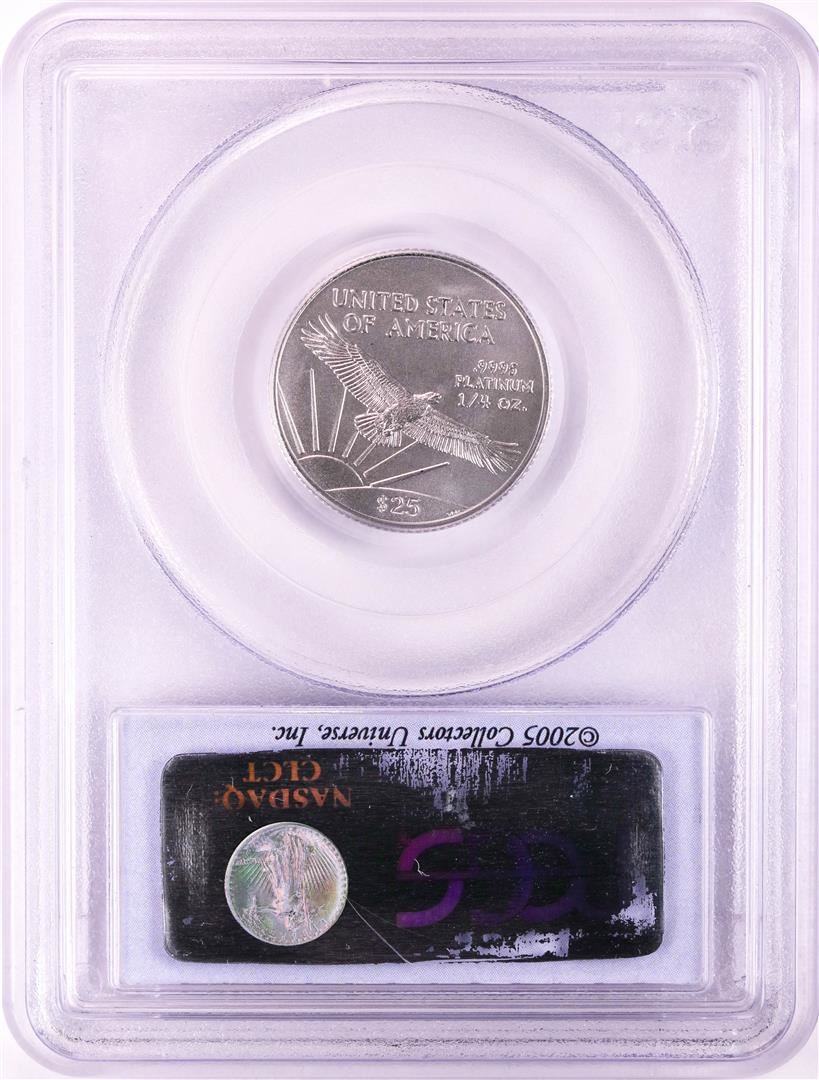 UNITED STATES
OF AMERICA
.9995
PLATINUM
1/4 OZ.
$25
©2005 Collectors Universe, Inc.
NASDAQ:
CLCT